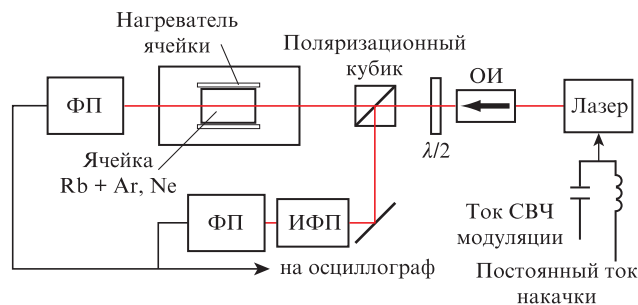 Нагреватель
ячейки
Поляризационный
кубик
ОИ
Лазер
ФП
λ/2
Ячейка
Rb + Ar, Ne
ФП
ИФП
Ток СВЧ
модуляции
на осциллограф
Постоянный ток
накачки